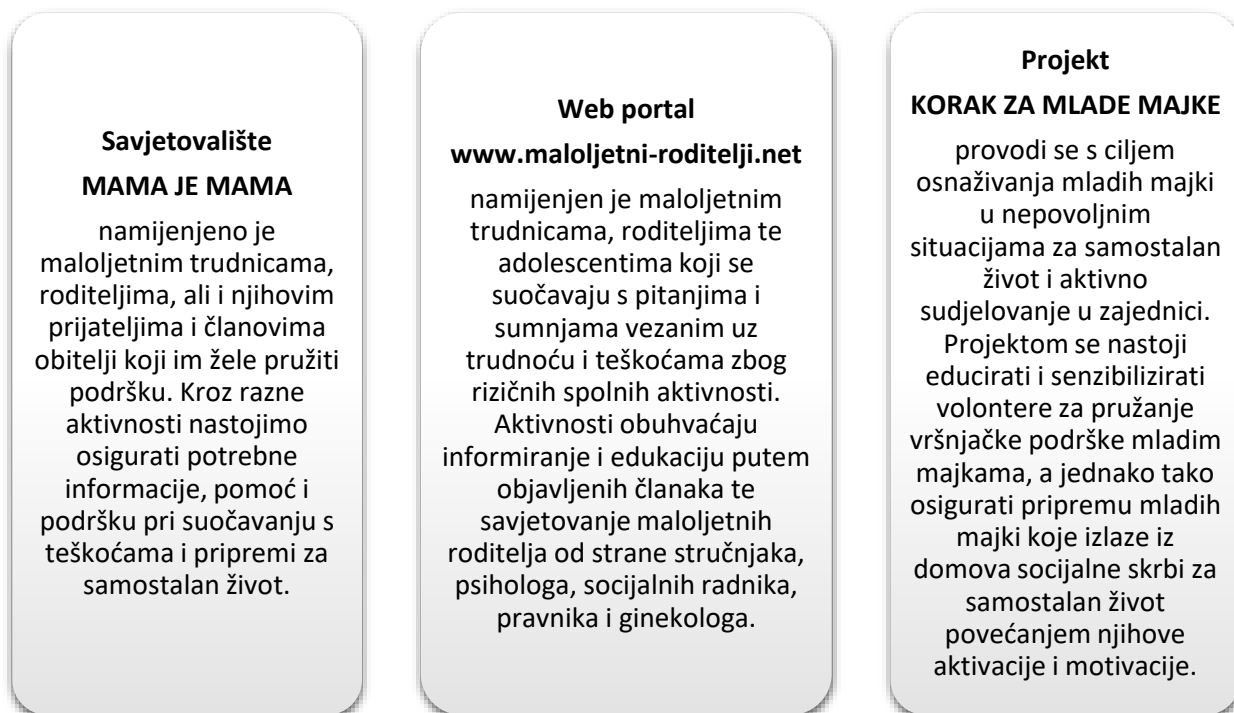 Savjetovalište
MAMA JE MAMA
namijenjeno je
maloljetnim trudnicama,
roditeljima, ali i njihovim
prijateljima i članovima
obitelji koji im žele pružiti
podršku. Kroz razne
aktivnosti nastojimo
osigurati potrebne
informacije, pomoć i
podršku pri suočavanju s
teškoćama i pripremi za
samostalan život.
Web portal
www.maloljetni-roditelji.net
namijenjen je maloljetnim
trudnicama, roditeljima te
adolescentima koji se
suočavaju s pitanjima i
sumnjama vezanim uz
trudnoću i teškoćama zbog
rizičnih spolnih aktivnosti.
Aktivnosti obuhvaćaju
informiranje i edukaciju putem
objavljenih članaka te
savjetovanje maloljetnih
roditelja od strane stručnjaka,
psihologa, socijalnih radnika,
pravnika i ginekologa.
Projekt
KORAK ZA MLADE MAJKE
provodi se s ciljem
osnaživanja mladih majki
u nepovoljnim
situacijama za samostalan
život i aktivno
sudjelovanje u zajednici.
Projektom se nastoji
educirati i senzibilizirati
volontere za pružanje
vršnjačke podrške mladim
majkama, a jednako tako
osigurati pripremu mladih
majki koje izlaze iz
domova socijalne skrbi za
samostalan život
povećanjem njihove
aktivacije i motivacije.